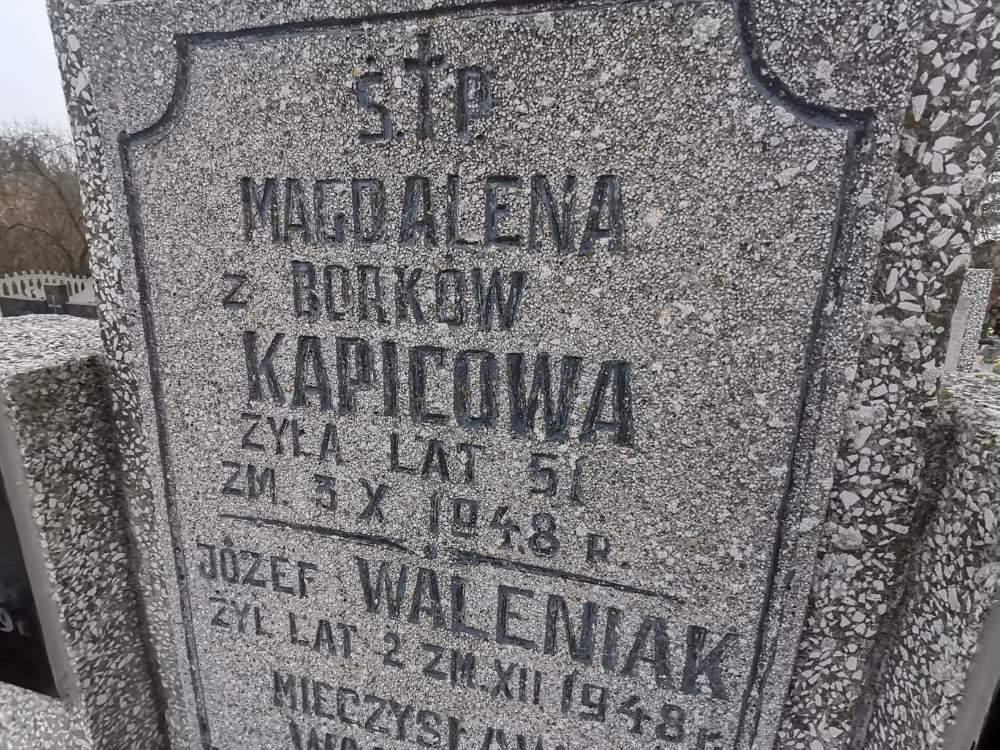 Ś. † P.
MAGDALENA
z BORKÓW
KAPICOWA
ŻYŁA LAT 51
ZM. 3 X 1948 R.
JÓZEF WALENIAK
ŻYŁ LAT 2 ZM. XII 1948 r.